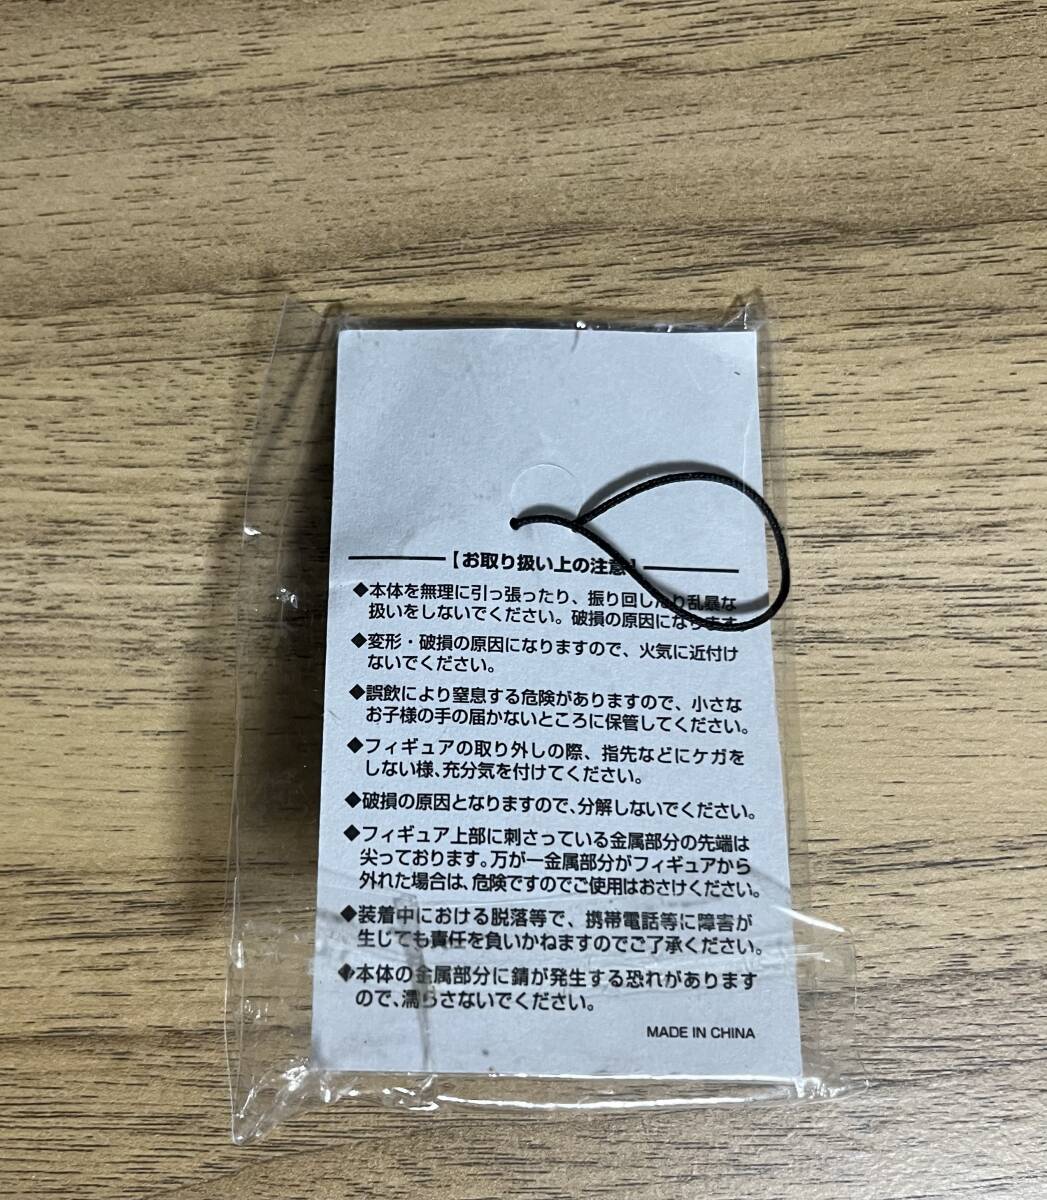 【お取り扱い上の注意】
◆本体を無理に引っ張ったり、振り回したり乱暴な
扱いをしないでください。破損の原因になります。
◆変形・破損の原因になりますので、火気に近付け
ないでください。
◆誤飲により窒息する危険がありますので、小さな
お子様の手の届かないところに保管してください。
◆フィギュアの取り外しの際、指先などにケガを
しない様、充分気を付けてください。
◆破損の原因となりますので、分解しないでください。
◆フィギュア上部に刺さっている金属部分の先端は
尖っております。万が一金属部分がフィギュアから
外れた場合は、危険ですのでご使用はおさけください。
◆装着中における脱落等で、携帯電話等に障害が
生じても責任を負いかねますのでご了承ください。
◆本体の金属部分に錆が発生する恐れがあります
ので、濡らさないでください。
MADE IN CHINA